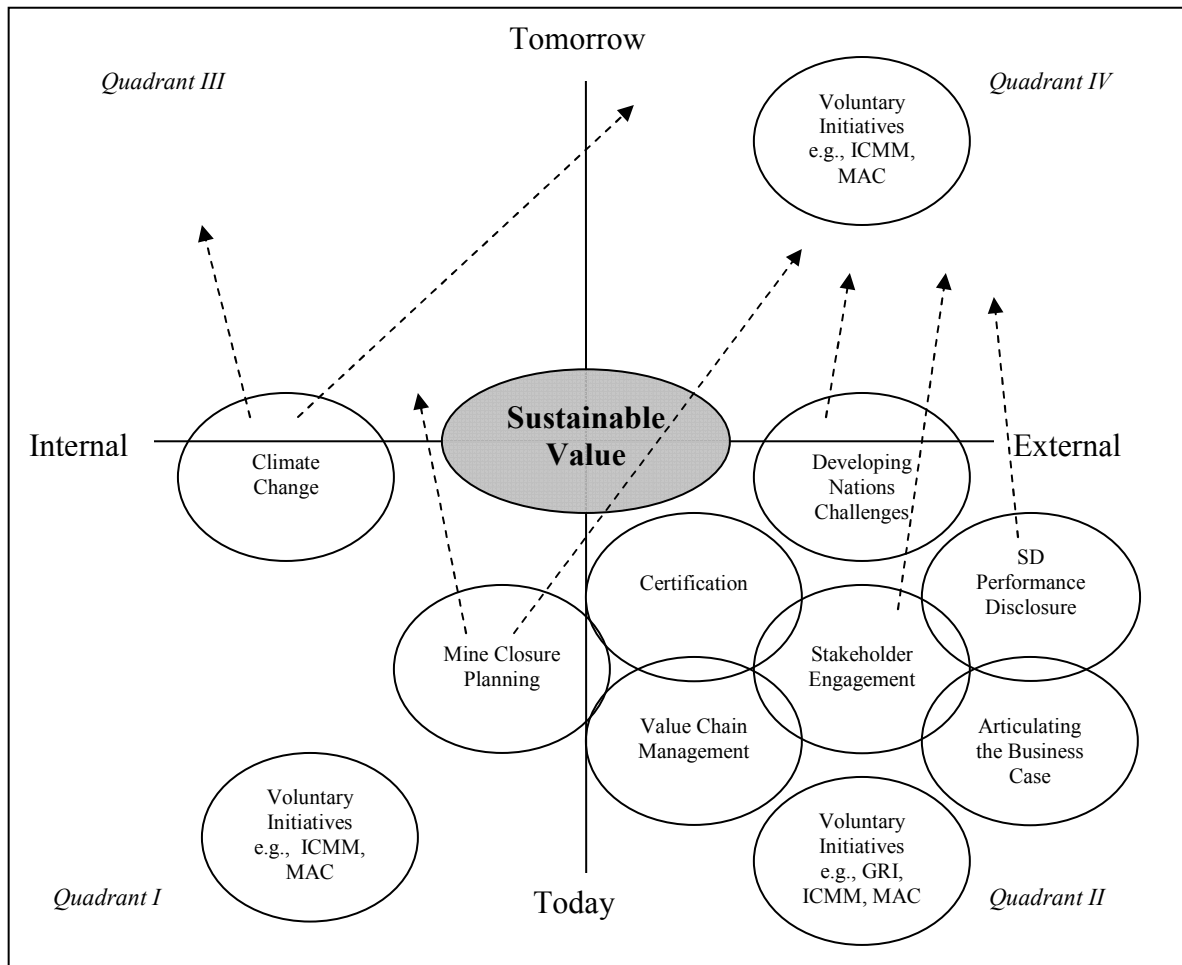 Tomorrow
Quadrant III
Quadrant IV
Voluntary
Initiatives
e.g., ICMM,
MAC
Internal
Sustainable
Value
External
Climate
Change
Developing
Nations
Challenges
Certification
SD
Performance
Disclosure
Mine Closure
Planning
Stakeholder
Engagement
Value Chain
Management
Articulating
the Business
Case
Voluntary
Initiatives
e.g., ICMM,
MAC
Voluntary
Initiatives
e.g., GRI,
ICMM, MAC
Quadrant I
Today
Quadrant II